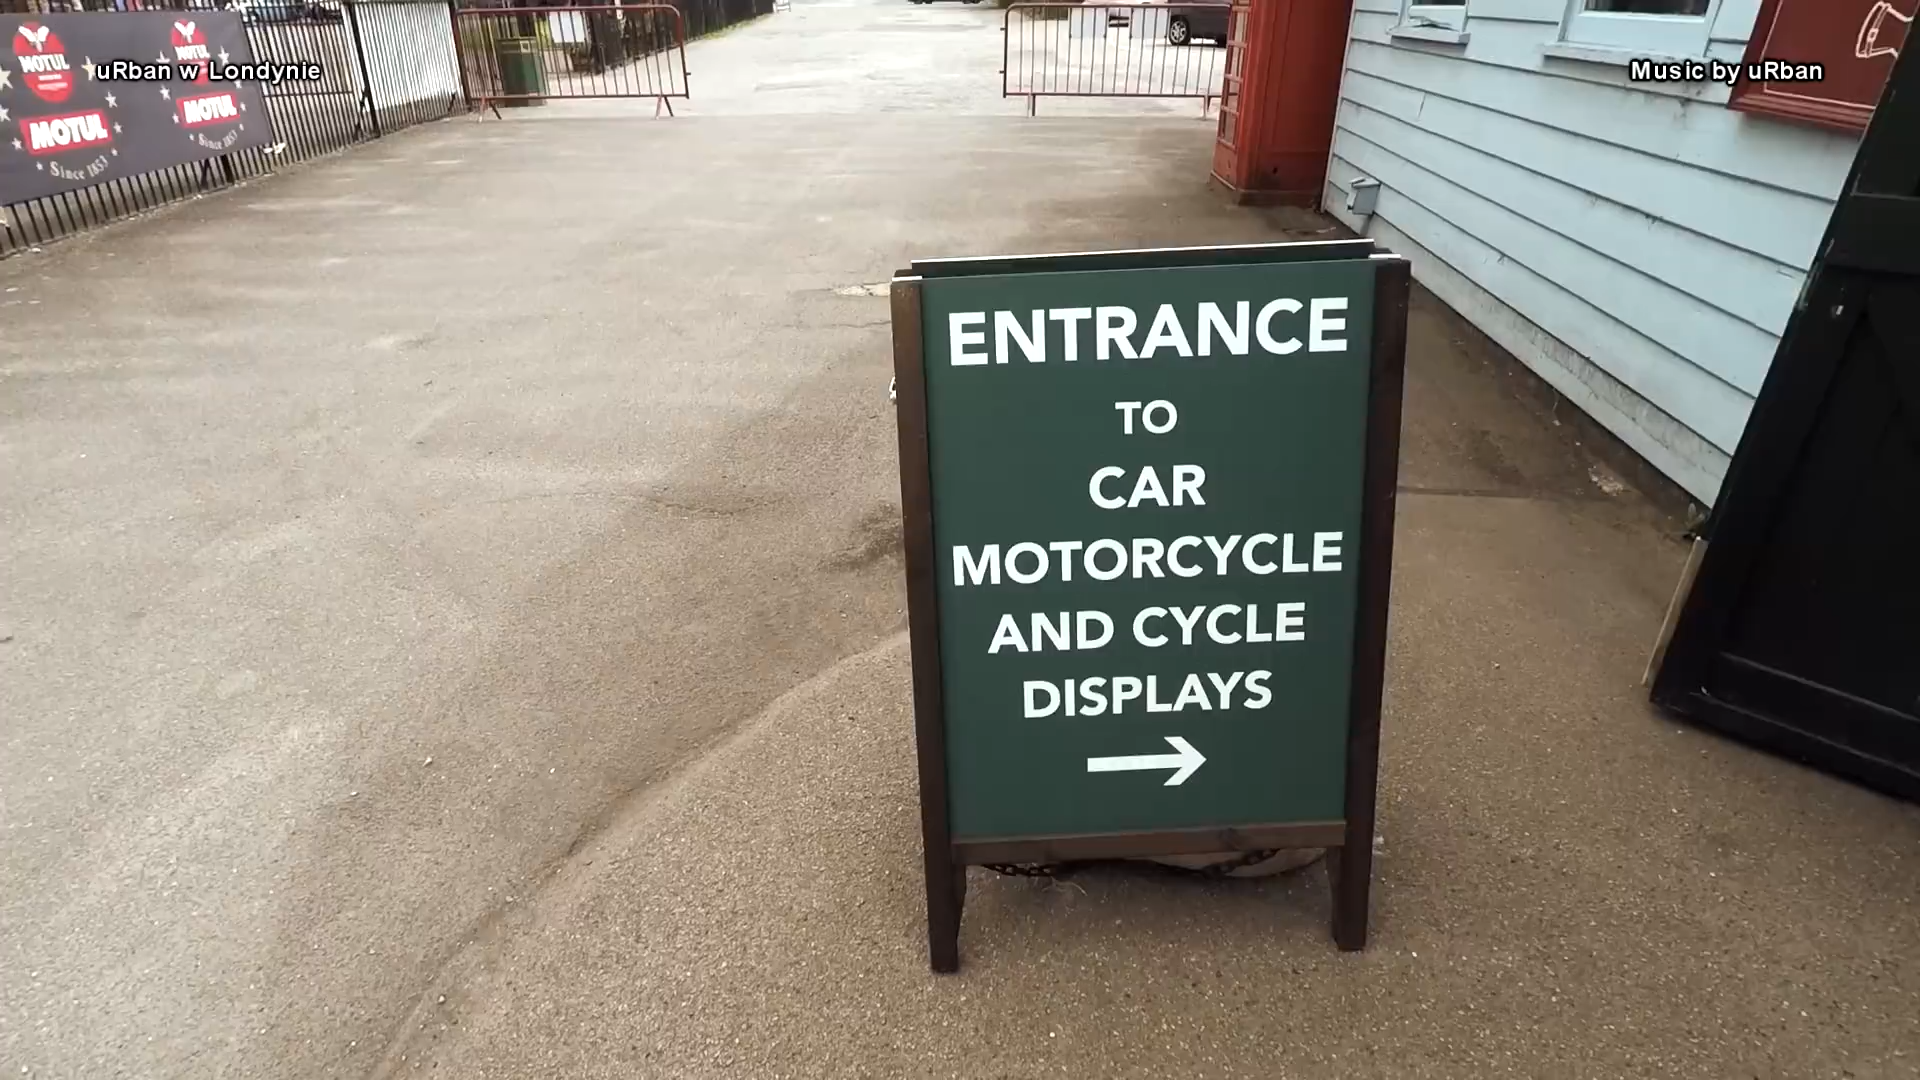 uRban w Londynie
Music by uRban
MOTUL
MOTUL
Since 1853
MOTUL
MOTUL
Since 1853
ENTRANCE
TO
CAR
MOTORCYCLE
AND CYCLE
DISPLAYS